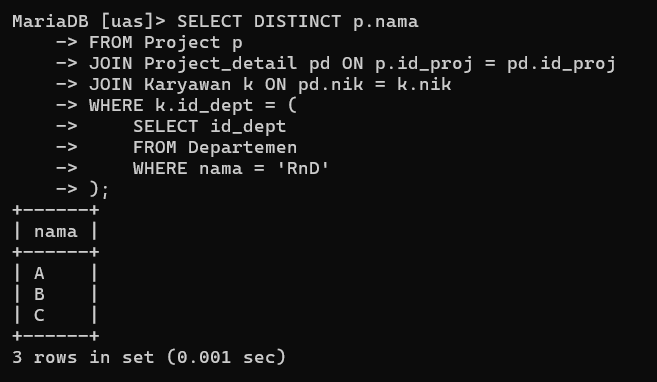 MariaDB [uas]> SELECT DISTINCT p.nama
    -> FROM Project p
    -> JOIN Project_detail pd ON p.id_proj = pd.id_proj
    -> JOIN Karyawan k ON pd.nik = k.nik
    -> WHERE k.id_dept = (
    ->     SELECT id_dept
    ->     FROM Departemen
    ->     WHERE nama = 'RnD'
    -> );
+------+
| nama |
+------+
| A    |
| B    |
| C    |
+------+
3 rows in set (0.001 sec)